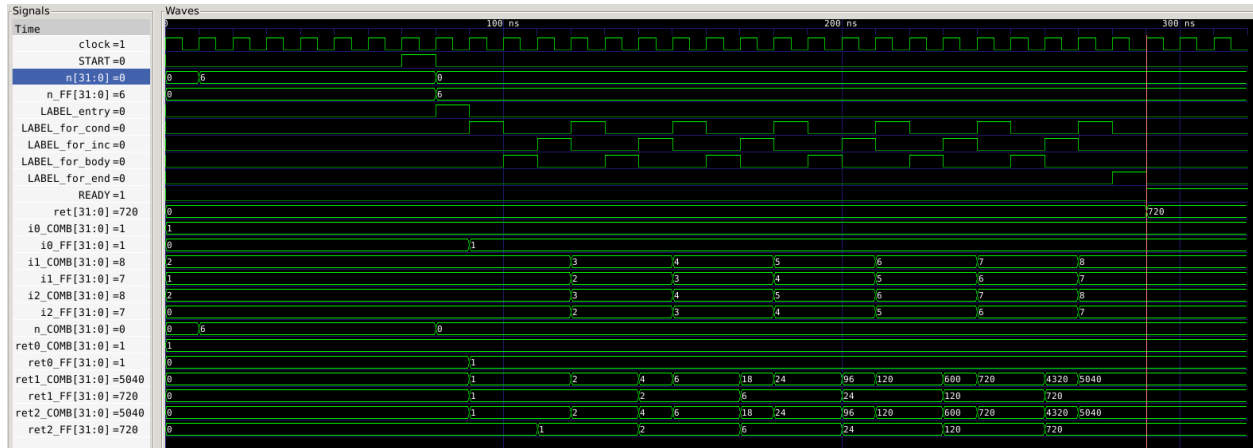 Signals Waves
Time 0 100 ns 200 ns 300 ns
clock=1
START=0
n[31:0]=0 0 6 0
n_FF[31:0]=6 0 6
LABEL_entry=0
LABEL_for_cond=0
LABEL_for_inc=0
LABEL_for_body=0
LABEL_for_end=0
READY=1
ret[31:0]=720 0 720
i0_COMB[31:0]=1 1
i0_FF[31:0]=1 0 1
i1_COMB[31:0]=8 2 3 4 5 6 7 8
i1_FF[31:0]=7 1 2 3 4 5 6 7
i2_COMB[31:0]=8 2 3 4 5 6 7 8
i2_FF[31:0]=7 0 2 3 4 5 6 7
n_COMB[31:0]=0 0 6 0
ret0_COMB[31:0]=1 1
ret0_FF[31:0]=1 0 1
ret1_COMB[31:0]=5040 0 1 2 4 6 18 24 96 120 600 720 4320 5040
ret1_FF[31:0]=720 0 1 2 6 24 120 720
ret2_COMB[31:0]=5040 0 1 2 4 6 18 24 96 120 600 720 4320 5040
ret2_FF[31:0]=720 0 1 2 6 24 120 720